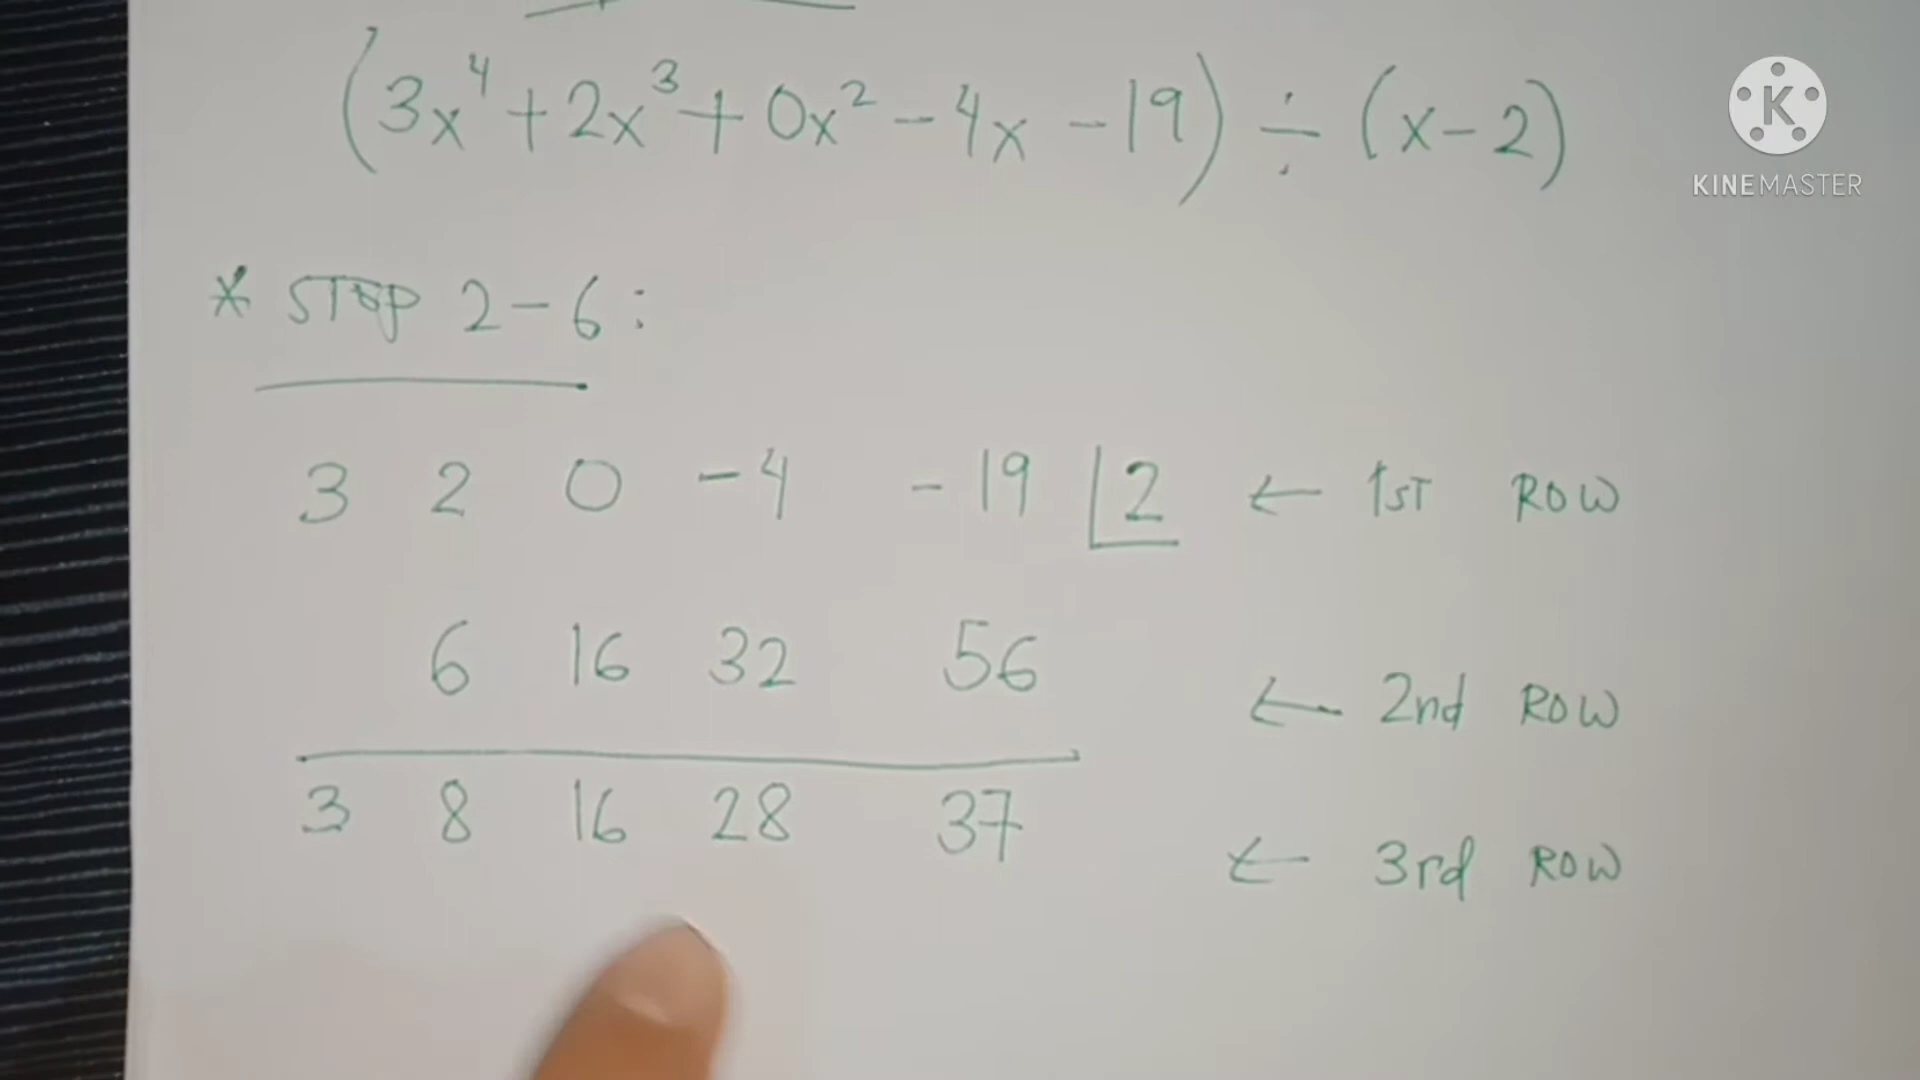 (3x⁴ + 2x³ + 0x² - 4x - 19) ÷ (x - 2)
K
KINEMASTER
* STEP 2 - 6 :
3 2 0 -4 -19 |2 ← 1ST ROW
6 16 32 56 ← 2nd ROW
3 8 16 28 37 ← 3rd ROW